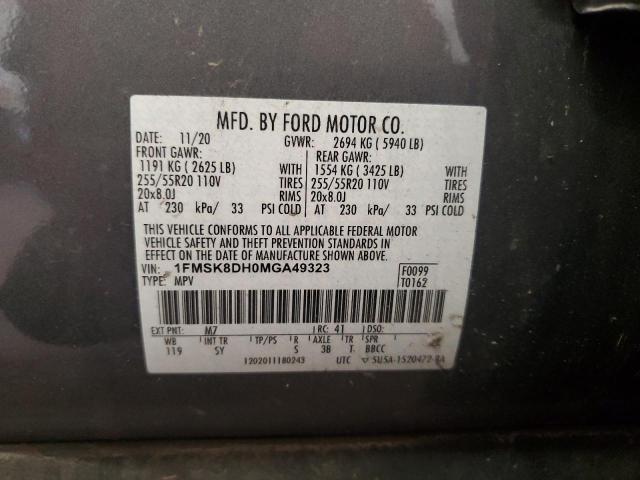 MFD. BY FORD MOTOR CO.
DATE: 11/20 GVWR: 2694 KG ( 5940 LB)
FRONT GAWR: REAR GAWR:
1191 KG ( 2625 LB) WITH 1554 KG ( 3425 LB) WITH
255/55R20 110V TIRES 255/55R20 110V TIRES
20x8.0J RIMS 20x8.0J RIMS
AT 230 kPa/ 33 PSI COLD AT 230 kPa/ 33 PSI COLD
THIS VEHICLE CONFORMS TO ALL APPLICABLE FEDERAL MOTOR
VEHICLE SAFETY AND THEFT PREVENTION STANDARDS IN
EFFECT ON THE DATE OF MANUFACTURE SHOWN ABOVE.
VIN: 1FMSK8DH0MGA49323 F0099
TYPE: MPV T0162
EXT PNT: M7 RC: 41 DSO:
WB INT TR TP/PS R AXLE TR SPR
119 SY S 38 T BBCC
1202011180243 UTC